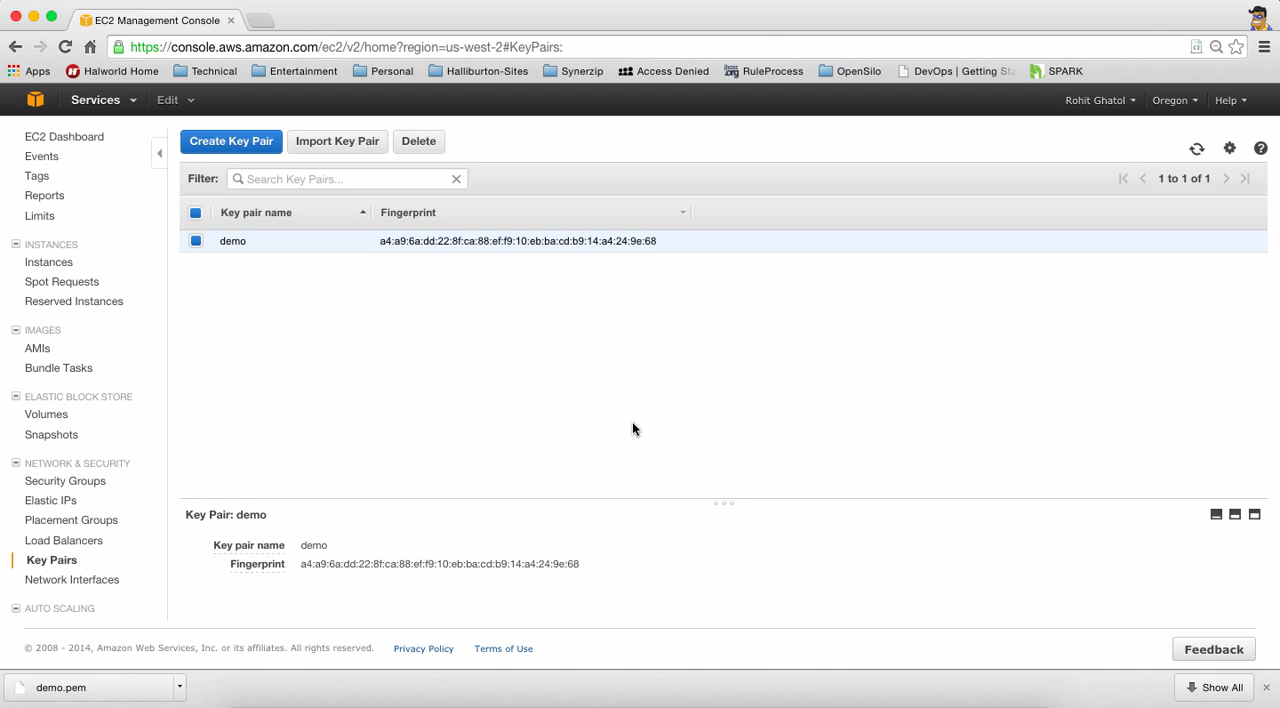 EC2 Management Console
https://console.aws.amazon.com/ec2/v2/home?region=us-west-2#KeyPairs:
Apps Halworld Home Technical Entertainment Personal Halliburton-Sites Synerzip Access Denied RuleProcess OpenSilo DevOps | Getting Sta SPARK
Services Edit Rohit Ghatol Oregon Help
EC2 Dashboard
Events
Tags
Reports
Limits
INSTANCES
Instances
Spot Requests
Reserved Instances
IMAGES
AMIs
Bundle Tasks
ELASTIC BLOCK STORE
Volumes
Snapshots
NETWORK & SECURITY
Security Groups
Elastic IPs
Placement Groups
Load Balancers
Key Pairs
Network Interfaces
AUTO SCALING
Create Key Pair Import Key Pair Delete
Filter: Search Key Pairs... 1 to 1 of 1
Key pair name Fingerprint
demo a4:a9:6a:dd:22:8f:ca:88:ef:f9:10:eb:ba:cd:b9:14:a4:24:9e:68
Key Pair: demo
Key pair name demo
Fingerprint a4:a9:6a:dd:22:8f:ca:88:ef:f9:10:eb:ba:cd:b9:14:a4:24:9e:68
© 2008 - 2014, Amazon Web Services, Inc. or its affiliates. All rights reserved. Privacy Policy Terms of Use Feedback
demo.pem Show All